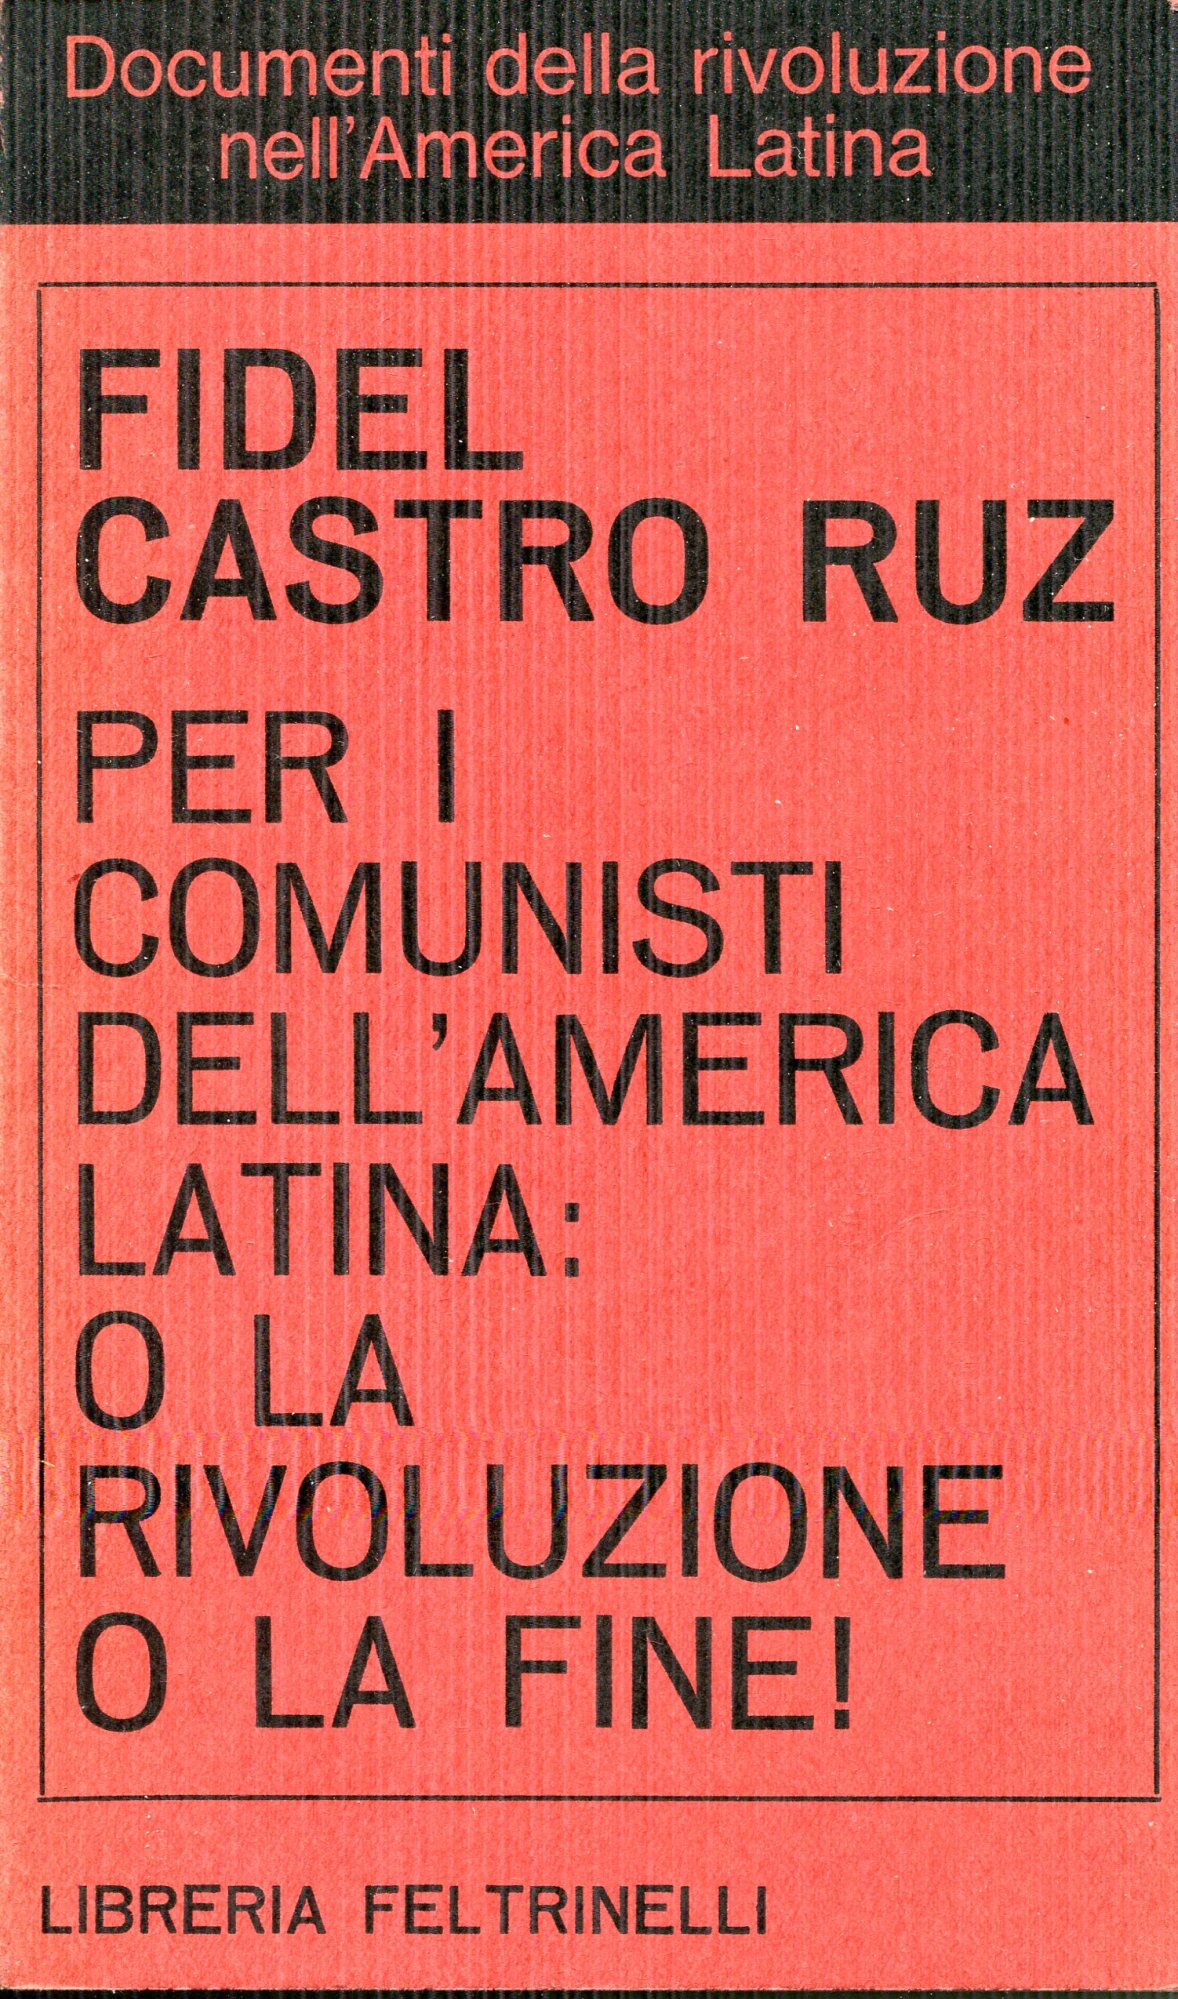 Documenti della rivoluzione
nell'America Latina
FIDEL
CASTRO RUZ
PER I
COMUNISTI
DELL'AMERICA
LATINA:
O LA
RIVOLUZIONE
O LA FINE!
LIBRERIA FELTRINELLI